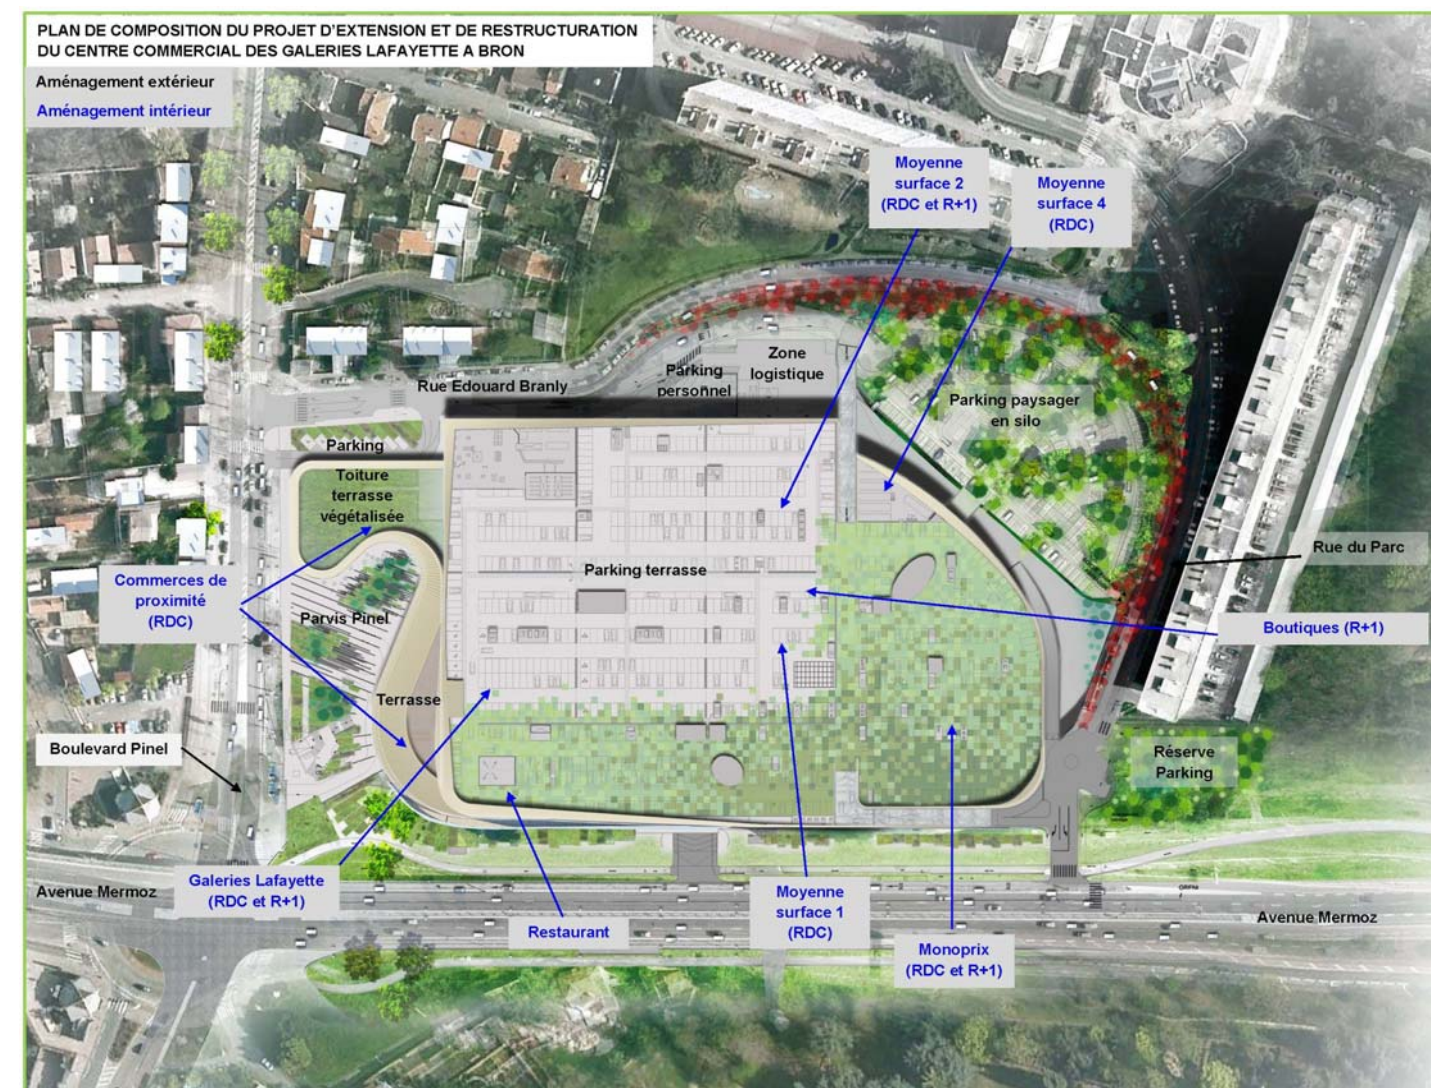 PLAN DE COMPOSITION DU PROJET D'EXTENSION ET DE RESTRUCTURATION
DU CENTRE COMMERCIAL DES GALERIES LAFAYETTE A BRON
Aménagement extérieur
Aménagement intérieur
Moyenne
surface 2
(RDC et R+1)
Moyenne
surface 4
(RDC)
Zone
logistique
Parking
personnel
Rue Edouard Branly
Parking paysager
en silo
Parking
Toiture
terrasse
végétalisée
Rue du Parc
Commerces de
proximité
(RDC)
Parking terrasse
Parvis Pinel
Boutiques (R+1)
Terrasse
Boulevard Pinel
Réserve
Parking
Avenue Mermoz
Galeries Lafayette
(RDC et R+1)
Restaurant
Moyenne
surface 1
(RDC)
Monoprix
(RDC et R+1)
Avenue Mermoz